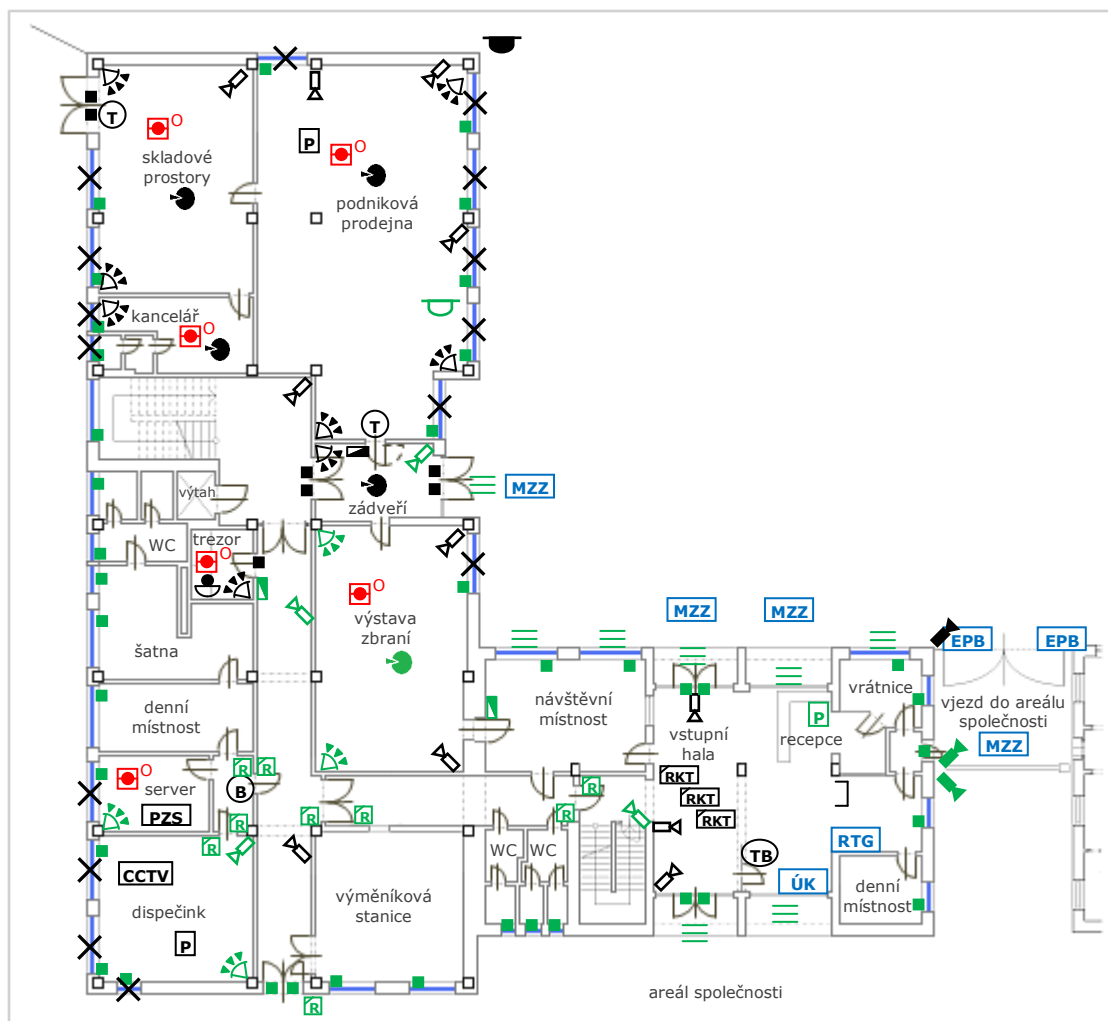 T
O
skladové
prostory
P
O
podniková
prodejna
kancelář
O
T
MZZ
zádveří
výtah
WC
trezor
O
O
výstava
zbraní
MZZ
MZZ
EPB
EPB
šatna
návštěvní
místnost
vrátnice
vjezd do areálu
společnosti
denní
místnost
P
vstupní
hala
recepce
MZZ
O
server
R
R
B
R
RKT
RKT
RKT
PZS
R
R
R
R
R
RTG
WC
WC
TB
CCTV
ÚK
výměníková
stanice
dispečink
denní
místnost
P
R
areál společnosti